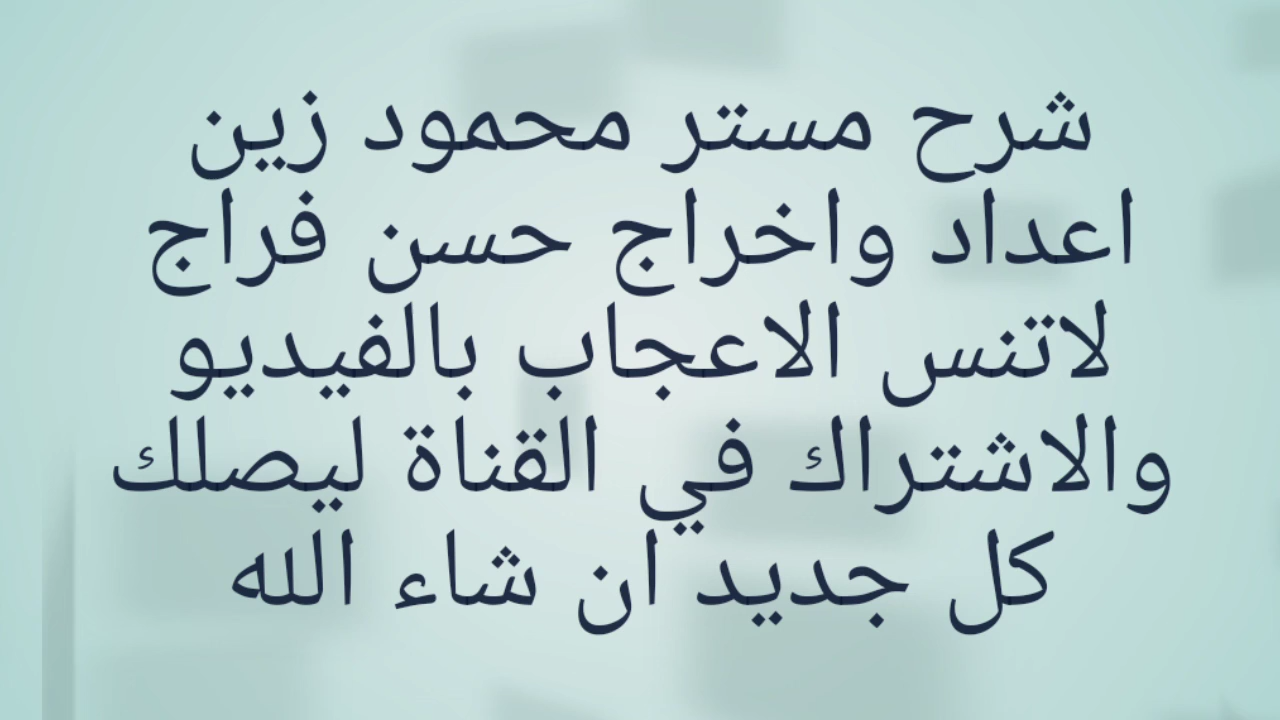 شرح مستر محمود زين
اعداد واخراج حسن فراج
لاتنس الاعجاب بالفيديو
والاشتراك في القناة ليصلك
كل جديد ان شاء الله